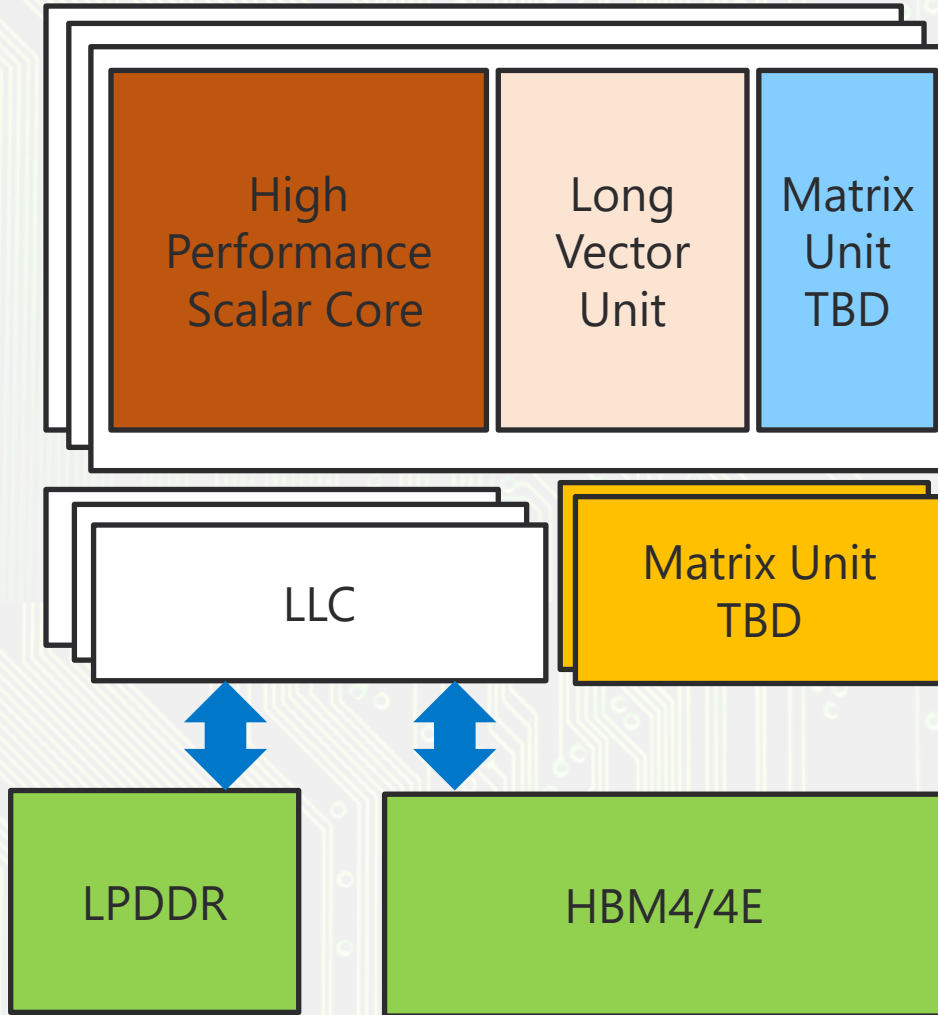 High
Performance
Scalar Core
Long
Vector
Unit
Matrix
Unit
TBD
LLC
Matrix Unit
TBD
LPDDR
HBM4/4E